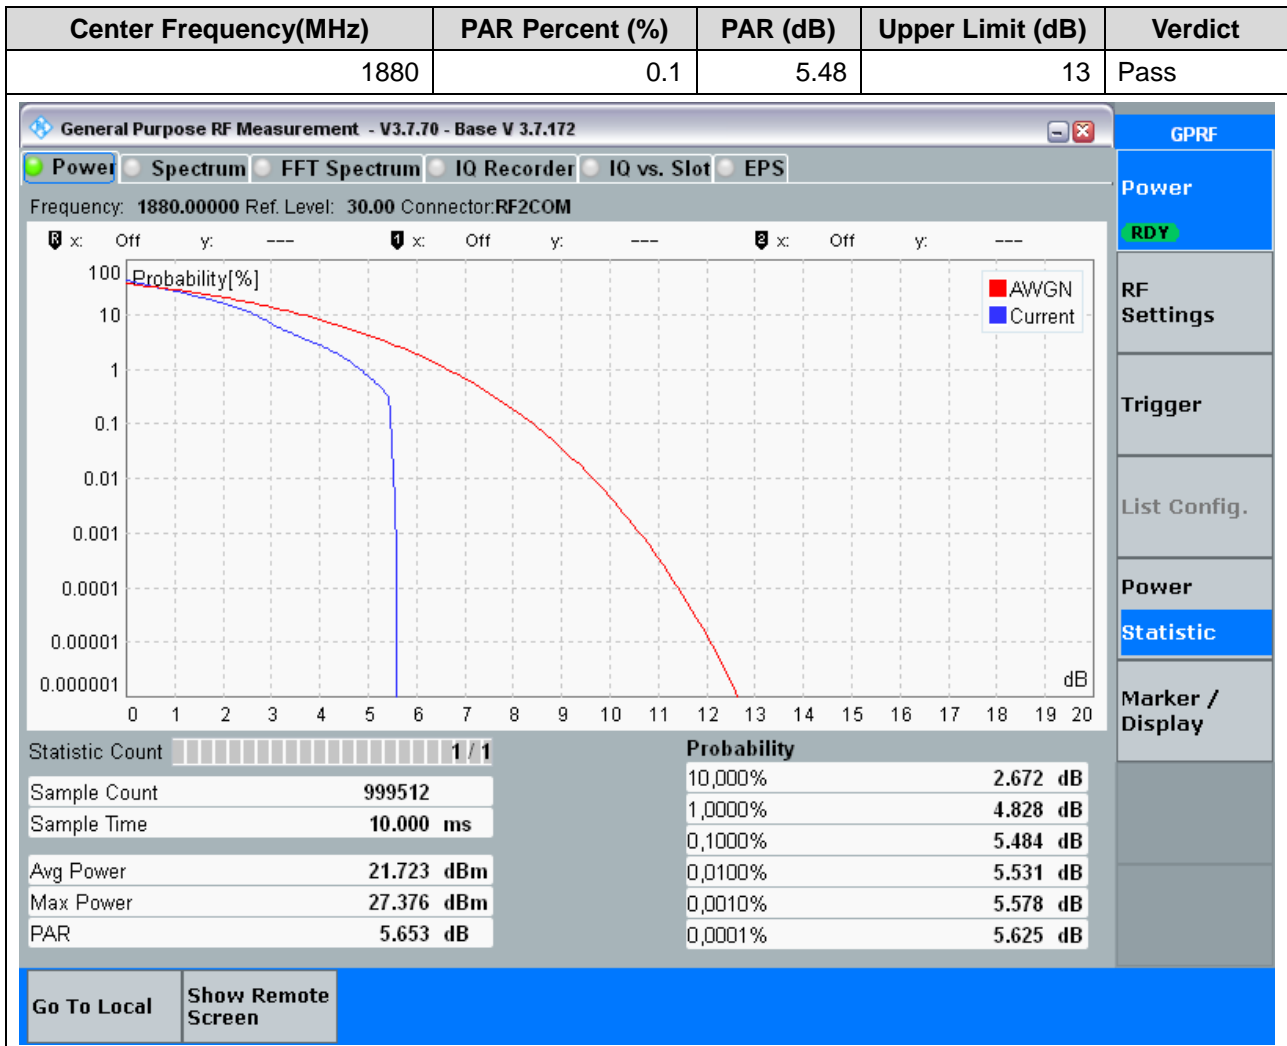 Center Frequency(MHz) PAR Percent (%) PAR (dB) Upper Limit (dB) Verdict
1880 0.1 5.48 13 Pass
General Purpose RF Measurement - V3.7.70 - Base V 3.7.172
GPRF
Power Spectrum FFT Spectrum IQ Recorder IQ vs. Slot EPS
Power
RDY
Frequency: 1880.00000 Ref. Level: 30.00 Connector:RF2COM
R x: Off y: --- 1 x: Off y: --- 2 x: Off y: ---
Probability[%]
AWGN
Current
100
10
1
0.1
0.01
0.001
0.0001
0.00001
0.000001
dB
0 1 2 3 4 5 6 7 8 9 10 11 12 13 14 15 16 17 18 19 20
RF
Settings
Trigger
List Config.
Power
Statistic
Marker /
Display
Statistic Count 1 / 1
Sample Count 999512
Sample Time 10.000 ms
Avg Power 21.723 dBm
Max Power 27.376 dBm
PAR 5.653 dB
Probability
10,000% 2.672 dB
1,0000% 4.828 dB
0,1000% 5.484 dB
0,0100% 5.531 dB
0,0010% 5.578 dB
0,0001% 5.625 dB
Go To Local
Show Remote
Screen